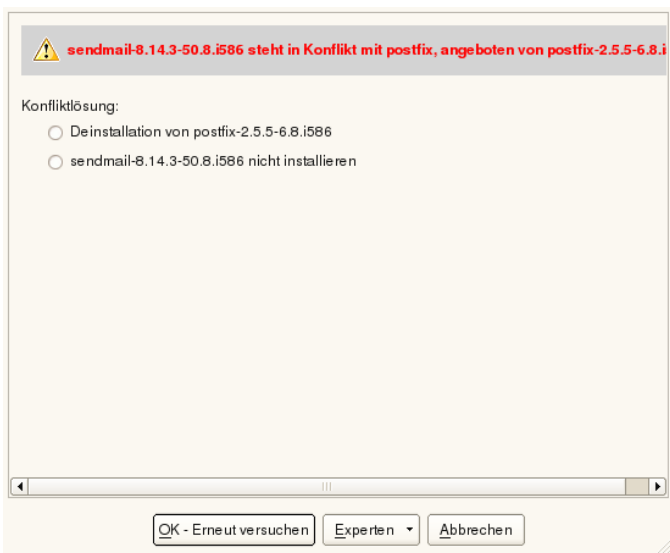 sendmail-8.14.3-50.8.i586 steht in Konflikt mit postfix, angeboten von postfix-2.5.5-6.8.i
Konfliktlösung:
Deinstallation von postfix-2.5.5-6.8.i586
sendmail-8.14.3-50.8.i586 nicht installieren
OK - Erneut versuchen Experten Abbrechen